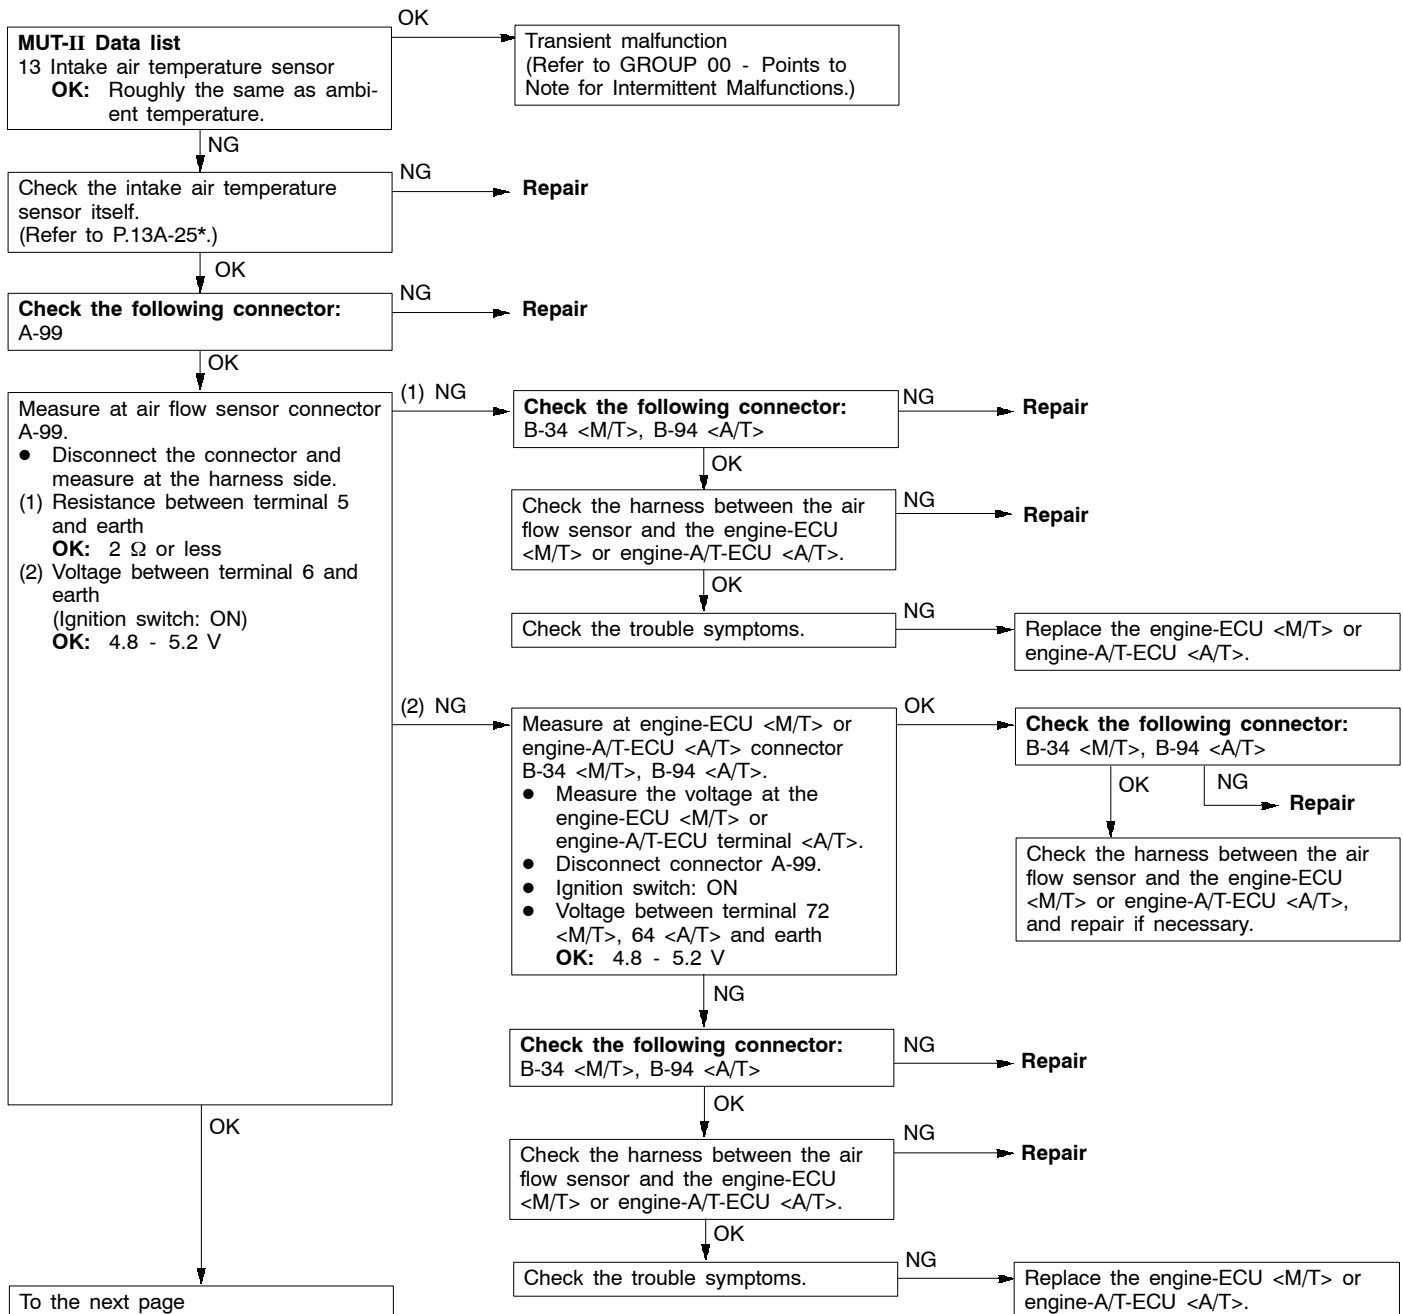 OK
MUT-II Data list
13 Intake air temperature sensor
OK: Roughly the same as ambi-
ent temperature.
Transient malfunction
(Refer to GROUP 00 - Points to
Note for Intermittent Malfunctions.)
NG
Check the intake air temperature
sensor itself.
(Refer to P.13A-25*.)
NG
Repair
OK
Check the following connector:
A-99
NG
Repair
OK
Measure at air flow sensor connector
A-99.
● Disconnect the connector and
measure at the harness side.
(1) Resistance between terminal 5
and earth
OK: 2 Ω or less
(2) Voltage between terminal 6 and
earth
(Ignition switch: ON)
OK: 4.8 - 5.2 V
(1) NG
Check the following connector:
B-34 <M/T>, B-94 <A/T>
NG
Repair
OK
Check the harness between the air
flow sensor and the engine-ECU
<M/T> or engine-A/T-ECU <A/T>.
NG
Repair
OK
Check the trouble symptoms.
NG
Replace the engine-ECU <M/T> or
engine-A/T-ECU <A/T>.
(2) NG
Measure at engine-ECU <M/T> or
engine-A/T-ECU <A/T> connector
B-34 <M/T>, B-94 <A/T>.
● Measure the voltage at the
engine-ECU <M/T> or
engine-A/T-ECU terminal <A/T>.
● Disconnect connector A-99.
● Ignition switch: ON
● Voltage between terminal 72
<M/T>, 64 <A/T> and earth
OK: 4.8 - 5.2 V
OK
Check the following connector:
B-34 <M/T>, B-94 <A/T>
OK
NG
Repair
Check the harness between the air
flow sensor and the engine-ECU
<M/T> or engine-A/T-ECU <A/T>,
and repair if necessary.
NG
Check the following connector:
B-34 <M/T>, B-94 <A/T>
NG
Repair
OK
Check the harness between the air
flow sensor and the engine-ECU
<M/T> or engine-A/T-ECU <A/T>.
NG
Repair
OK
Check the trouble symptoms.
NG
Replace the engine-ECU <M/T> or
engine-A/T-ECU <A/T>.
OK
To the next page